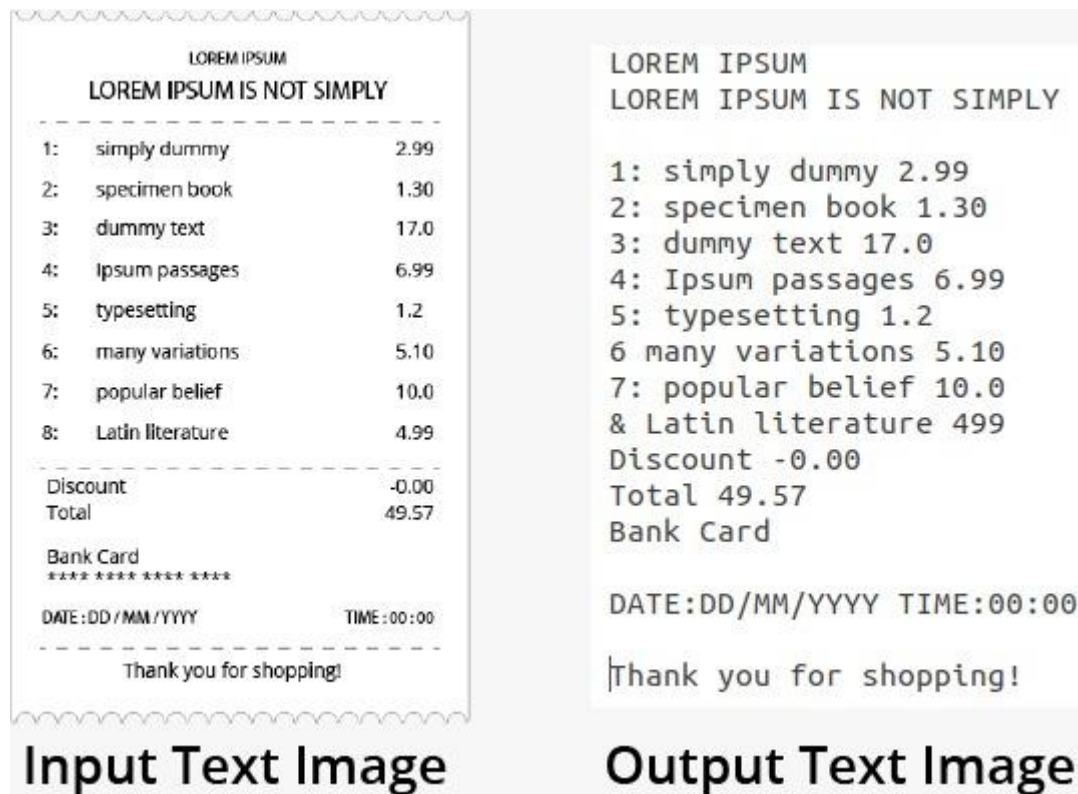 LOREM IPSUM
LOREM IPSUM IS NOT SIMPLY
1: simply dummy 2.99
2: specimen book 1.30
3: dummy text 17.0
4: Ipsum passages 6.99
5: typesetting 1.2
6: many variations 5.10
7: popular belief 10.0
8: Latin literature 4.99
Discount -0.00
Total 49.57
Bank Card
**** **** **** ****
DATE:DD/MM/YYYY TIME:00:00
Thank you for shopping!
Input Text Image
LOREM IPSUM
LOREM IPSUM IS NOT SIMPLY
1: simply dummy 2.99
2: specimen book 1.30
3: dummy text 17.0
4: Ipsum passages 6.99
5: typesetting 1.2
6 many variations 5.10
7: popular belief 10.0
& Latin literature 499
Discount -0.00
Total 49.57
Bank Card
DATE:DD/MM/YYYY TIME:00:00
Thank you for shopping!
Output Text Image